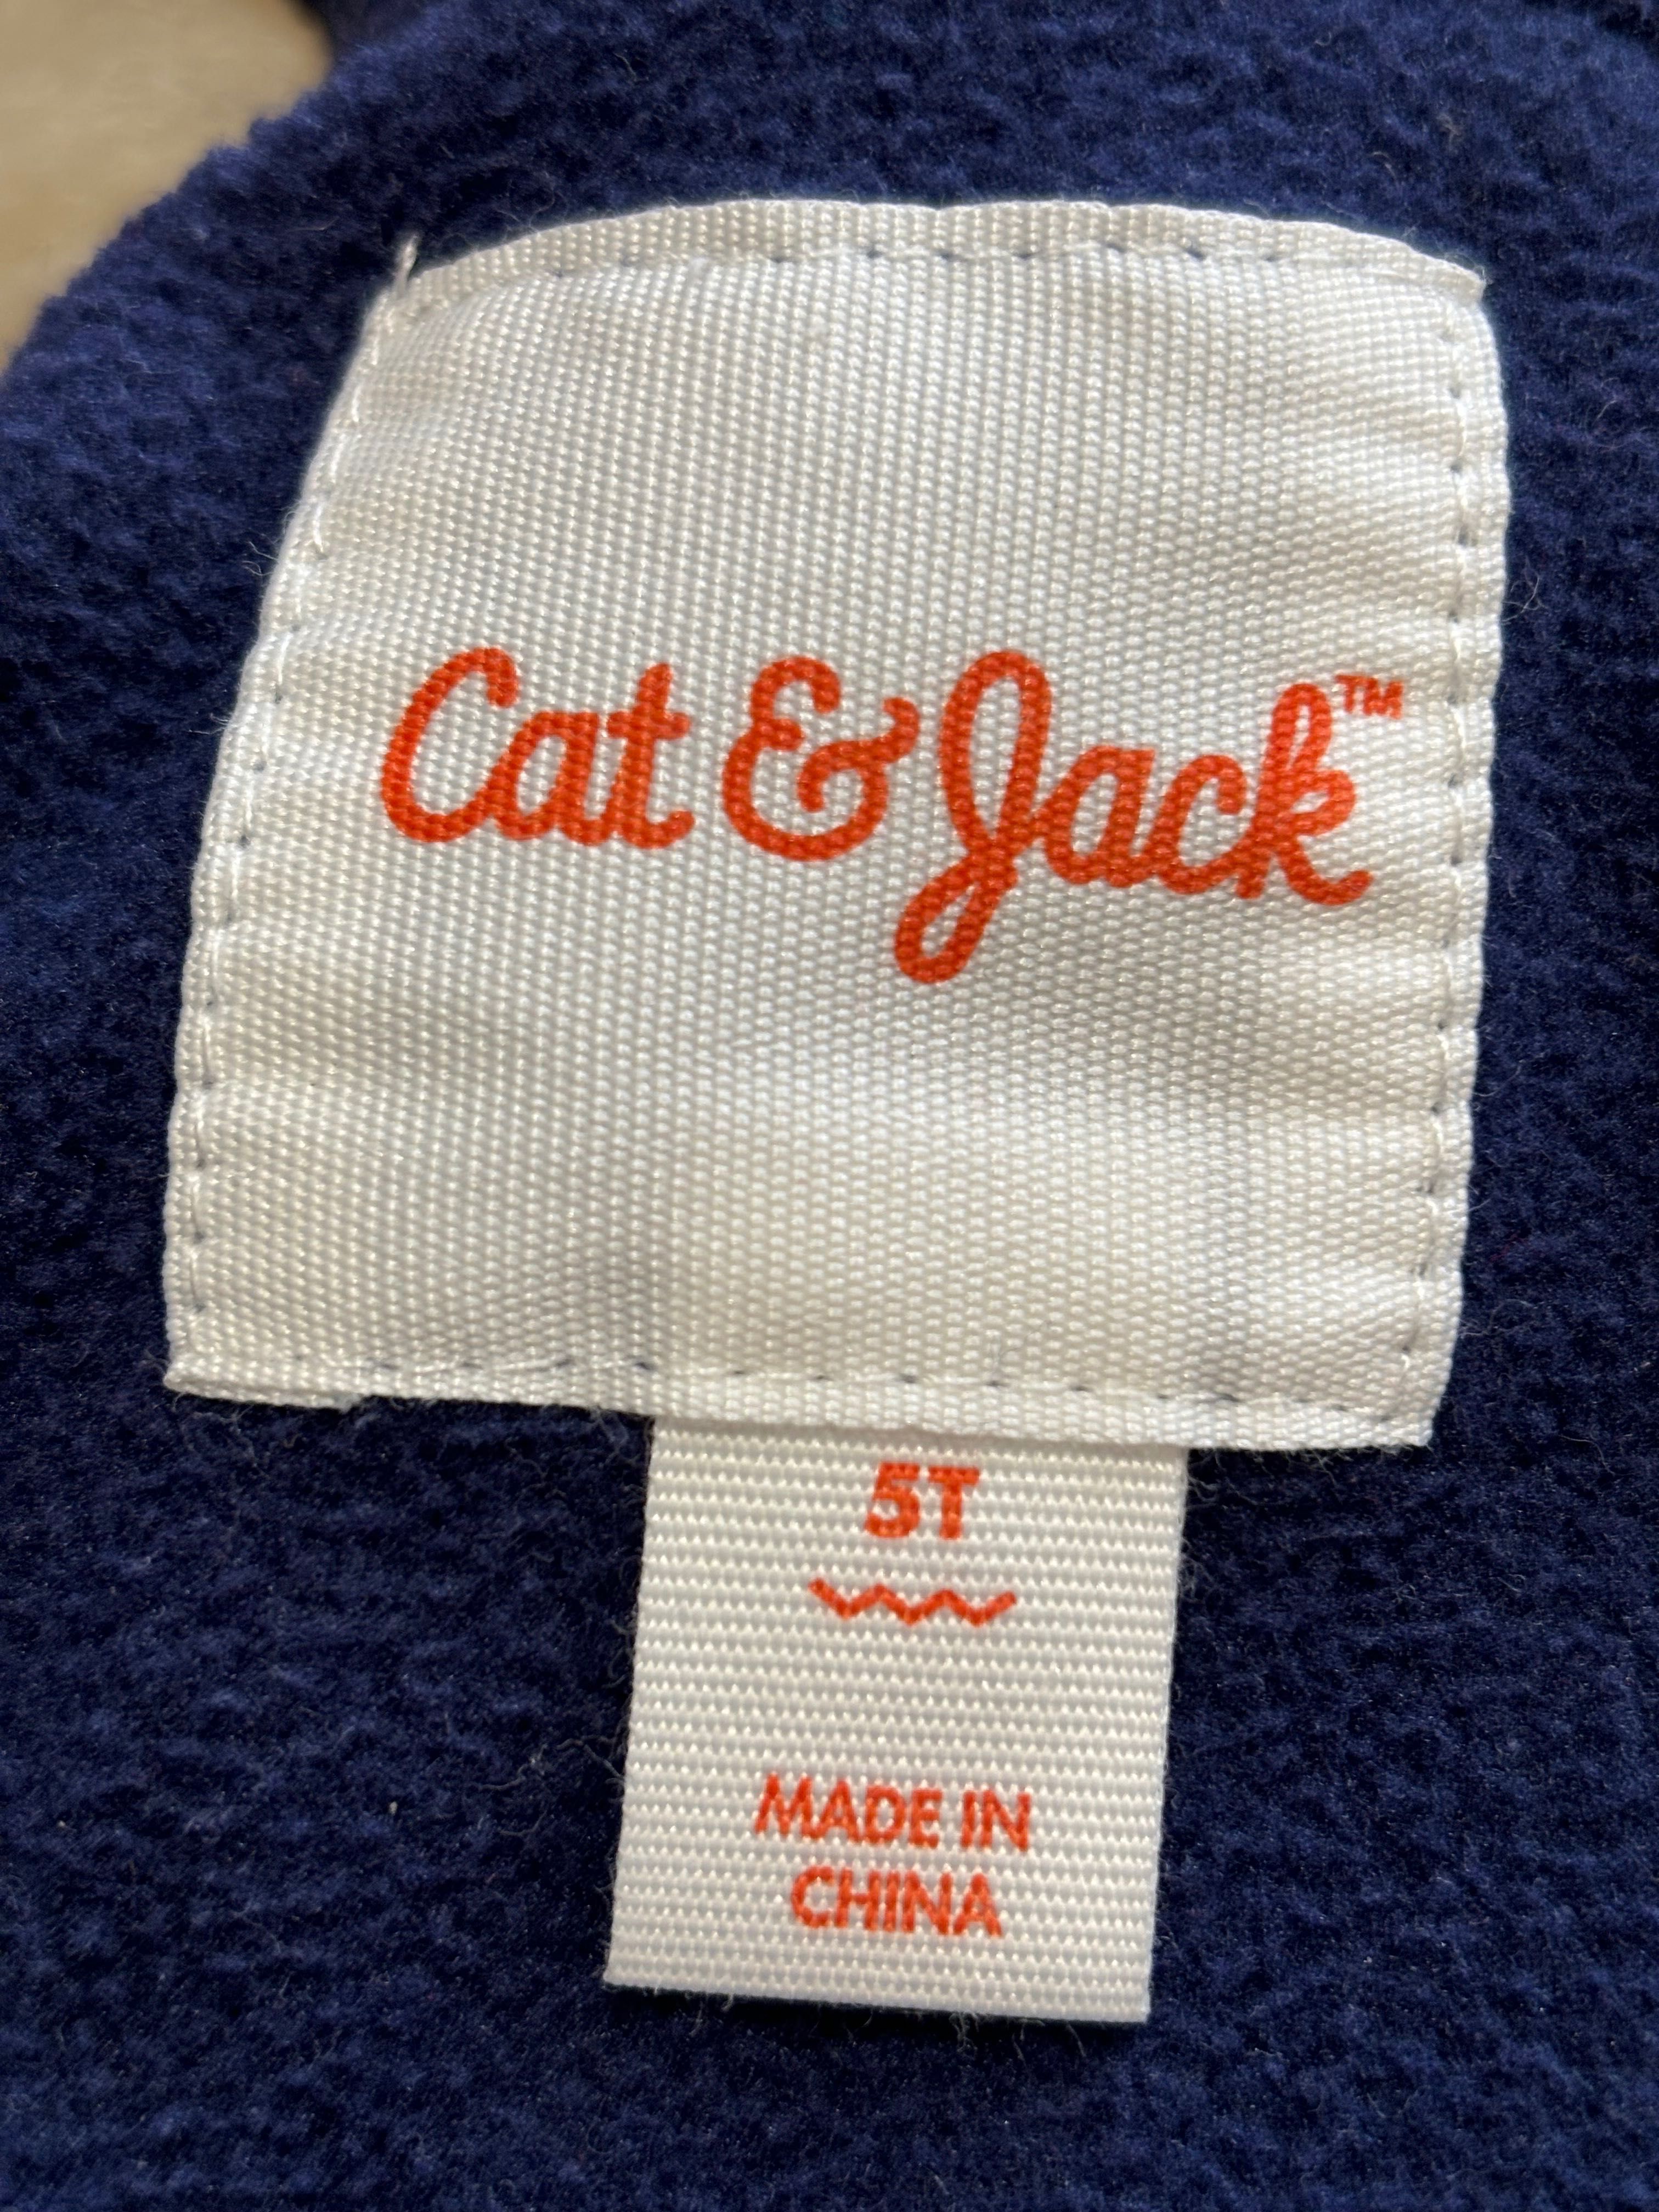 Cat & Jack™
5T
MADE IN
CHINA